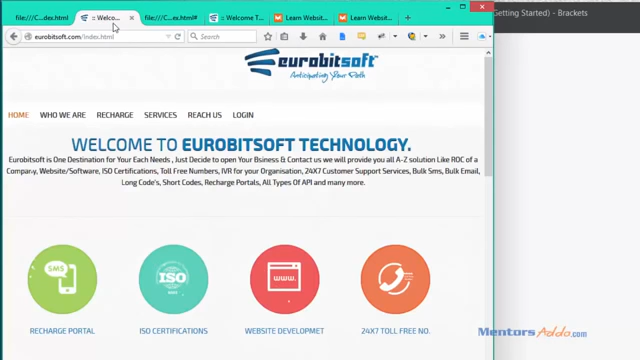 file:///C...dex.html
:: Welco...
file:///C...ex.html#
:: Welcome T...
Learn Website...
Learn Website...
Getting Started) - Brackets
eurobitsoft.com/index.html
Search
eurobitsoft
Anticipating Your Path
HOME WHO WE ARE RECHARGE SERVICES REACH US LOGIN
WELCOME TO EUROBITSOFT TECHNOLOGY.
Eurobitsoft is One Destination for Your Each Needs , Just Decide to open Your Bsiness & Contact us we will provide you all A-Z solution Like ROC of a
Company, Website/Software, ISO Certifications, Toll Free Numbers, IVR for your Organisation, 24X7 Customer Support Services, Bulk Sms, Bulk Email,
Long Code's, Short Codes, Recharge Portals, All Types Of API and many more.
SMS
ISO
www.
RECHARGE PORTAL
ISO CERTIFICATIONS
WEBSITE DEVELOPMET
24X7 TOLL FREE NO.
MentorsAdda.com